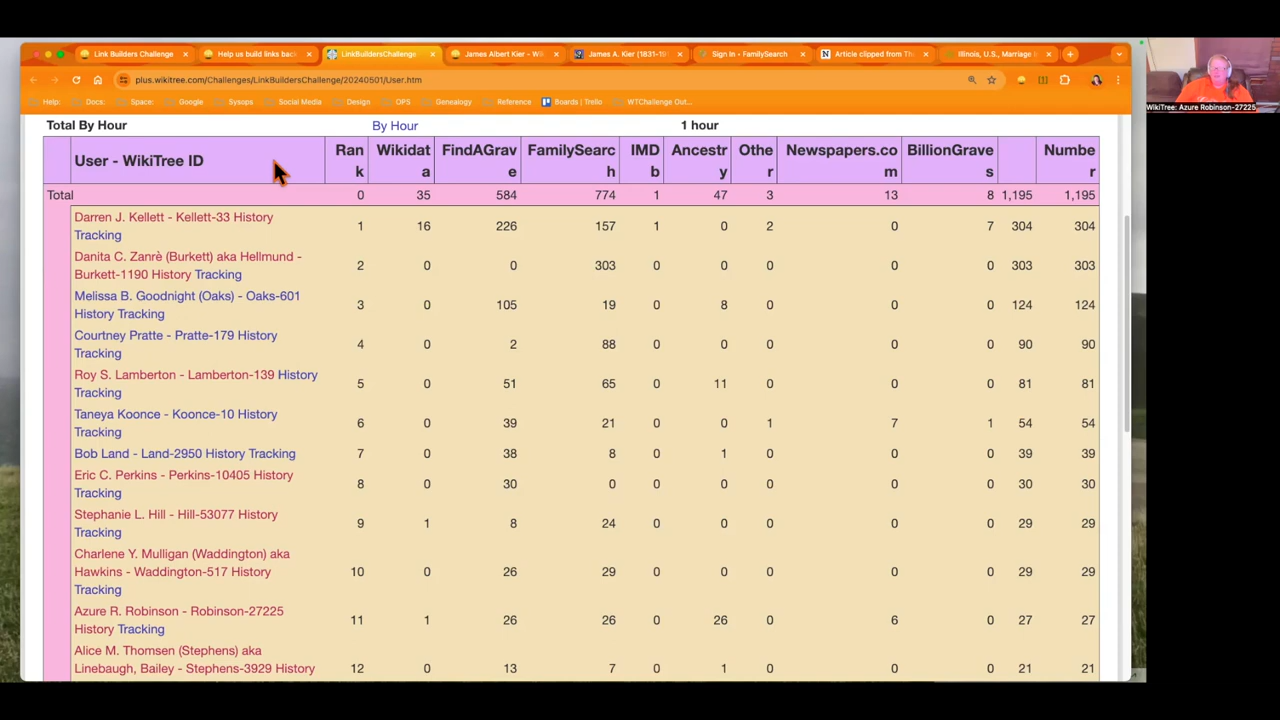 Link Builders Challenge
Help us build links back
LinkBuildersChallenge
James Albert Kier - Wi
James A. Kier (1831-19
Sign In • FamilySearch
Article clipped from The
Illinois, U.S., Marriage I
plus.wikitree.com/Challenges/LinkBuildersChallenge/20240501/User.htm
Help: Docs: Space: Google Sysops Social Media Design OPS Genealogy Reference Boards | Trello WTChallenge Out...
WikiTree: Azure Robinson-27225
Total By Hour By Hour 1 hour
User - WikiTree ID Rank Wikidata FindAGrave FamilySearch IMDb Ancestry Other Newspapers.com BillionGraves Number
Total 0 35 584 774 1 47 3 13 8 1,195 1,195
Darren J. Kellett - Kellett-33 History
Tracking
1 16 226 157 1 0 2 0 7 304 304
Danita C. Zanrè (Burkett) aka Hellmund -
Burkett-1190 History Tracking
2 0 0 303 0 0 0 0 0 303 303
Melissa B. Goodnight (Oaks) - Oaks-601
History Tracking
3 0 105 19 0 8 0 0 0 124 124
Courtney Pratte - Pratte-179 History
Tracking
4 0 2 88 0 0 0 0 0 90 90
Roy S. Lamberton - Lamberton-139 History
Tracking
5 0 51 65 0 11 0 0 0 81 81
Taneya Koonce - Koonce-10 History
Tracking
6 0 39 21 0 0 1 7 1 54 54
Bob Land - Land-2950 History Tracking 7 0 38 8 0 1 0 0 0 39 39
Eric C. Perkins - Perkins-10405 History
Tracking
8 0 30 0 0 0 0 0 0 30 30
Stephanie L. Hill - Hill-53077 History
Tracking
9 1 8 24 0 0 0 0 0 29 29
Charlene Y. Mulligan (Waddington) aka
Hawkins - Waddington-517 History
Tracking
10 0 26 29 0 0 0 0 0 29 29
Azure R. Robinson - Robinson-27225
History Tracking
11 1 26 26 0 26 0 6 0 27 27
Alice M. Thomsen (Stephens) aka
Linebaugh, Bailey - Stephens-3929 History
12 0 13 7 0 1 0 0 0 21 21